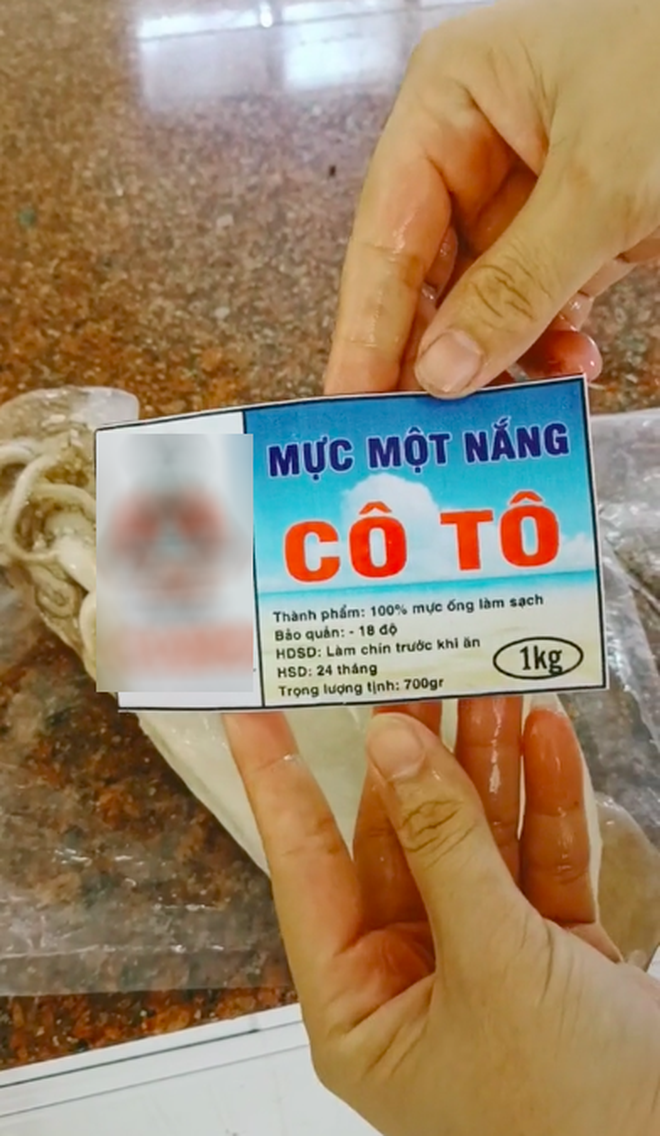 MỰC MỘT NẮNG
CÔ TÔ
Thành phẩm: 100% mực ống làm sạch
Bảo quản: - 18 độ
HDSD: Làm chín trước khi ăn
HSD: 24 tháng
1kg
Trọng lượng tịnh: 700gr